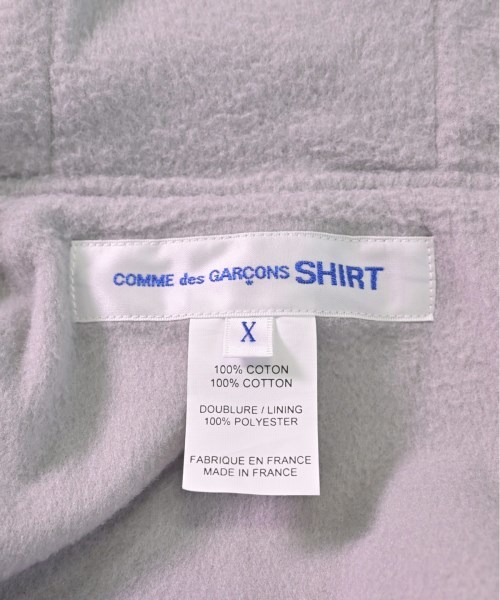 COMME des GARÇONS SHIRT
X
100% COTON
100% COTTON
DOUBLURE / LINING
100% POLYESTER
FABRIQUE EN FRANCE
MADE IN FRANCE